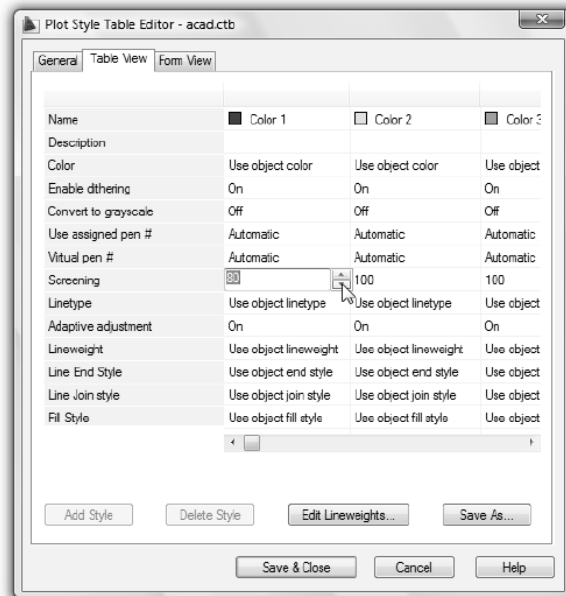 Plot Style Table Editor - acad.ctb
General Table View Form View
Name Color 1 Color 2 Color 3
Description
Color Use object color Use object color Use object
Enable dithering On On On
Convert to grayscale Off Off Off
Use assigned pen # Automatic Automatic Automatic
Virtual pen # Automatic Automatic Automatic
Screening 80 100 100
Linetype Use object linetype Use object linetype Use object
Adaptive adjustment On On On
Lineweight Use object lineweight Use object lineweight Use object
Line End Style Use object end style Use object end style Use object
Line Join style Use object join style Use object join style Use object
Fill Style Use object fill style Use object fill style Use object
Add Style Delete Style Edit Lineweights... Save As...
Save & Close Cancel Help